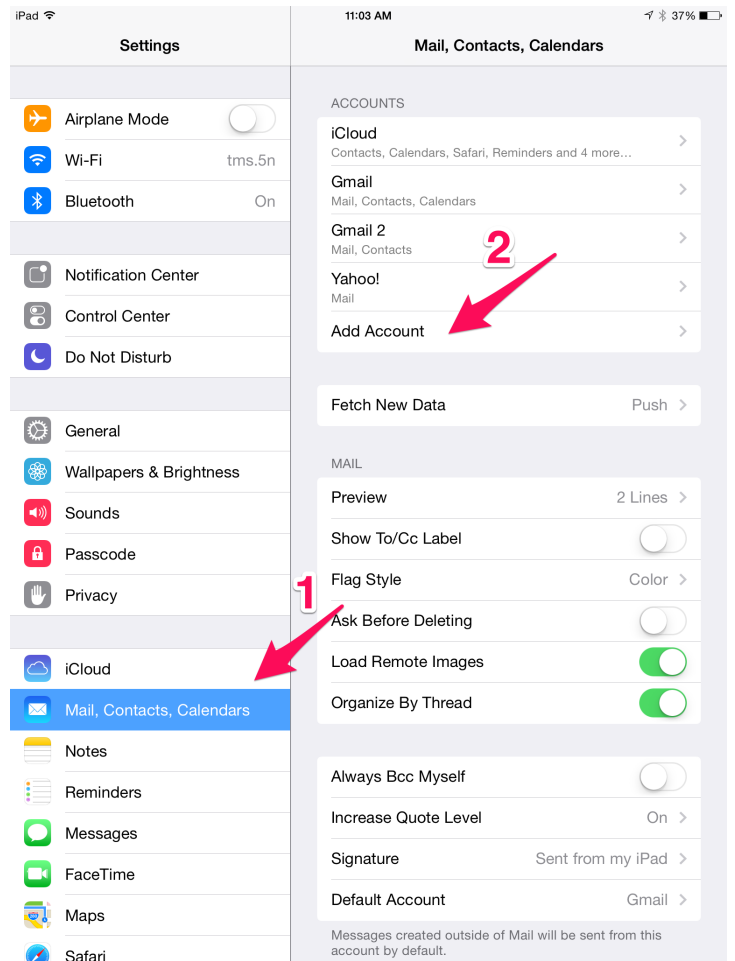 iPad 11:03 AM 37%
Settings
Airplane Mode
Wi-Fi tms.5n
Bluetooth On
Notification Center
Control Center
Do Not Disturb
General
Wallpapers & Brightness
Sounds
Passcode
Privacy
1
iCloud
Mail, Contacts, Calendars
Notes
Reminders
Messages
FaceTime
Maps
Safari
Mail, Contacts, Calendars
ACCOUNTS
iCloud
Contacts, Calendars, Safari, Reminders and 4 more...
Gmail
Mail, Contacts, Calendars
Gmail 2
Mail, Contacts
2
Yahoo!
Mail
Add Account
Fetch New Data Push
MAIL
Preview 2 Lines
Show To/Cc Label
Flag Style Color
Ask Before Deleting
Load Remote Images
Organize By Thread
Always Bcc Myself
Increase Quote Level On
Signature Sent from my iPad
Default Account Gmail
Messages created outside of Mail will be sent from this
account by default.